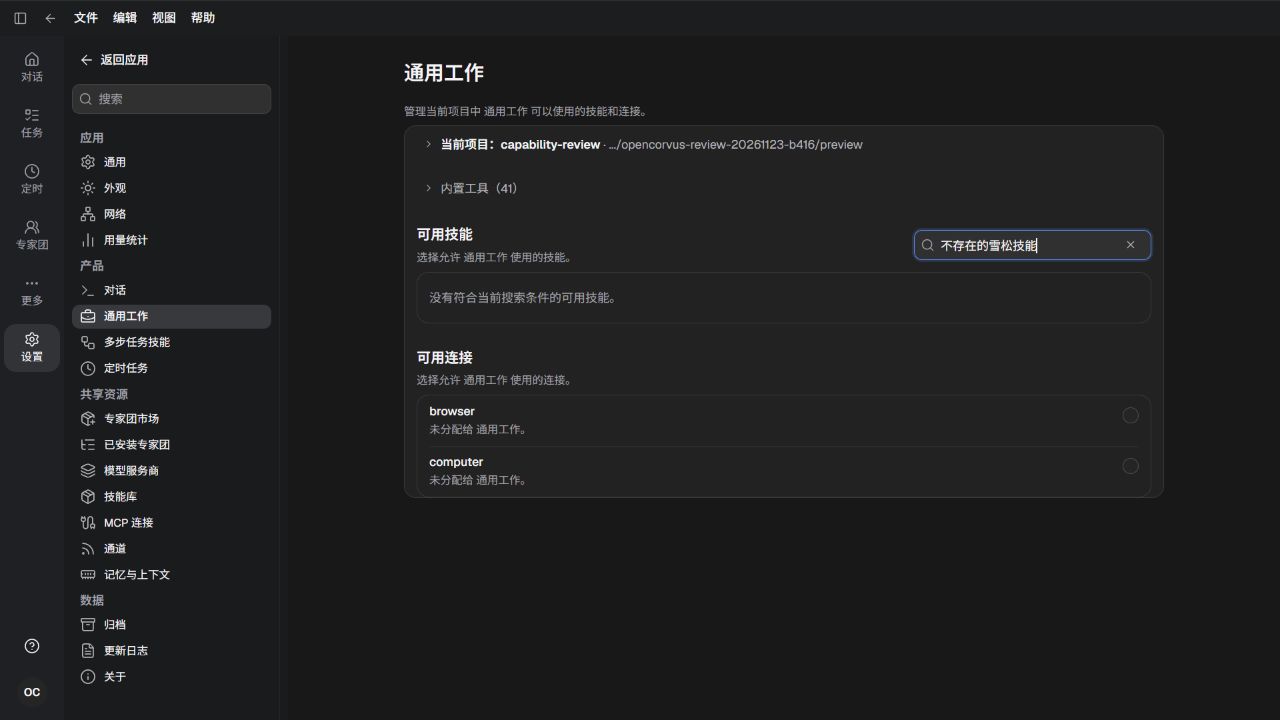 文件 编辑 视图 帮助
对话
任务
定时
专家团
更多
设置
OC
返回应用
搜索
应用
通用
外观
网络
用量统计
产品
对话
通用工作
多步任务技能
定时任务
共享资源
专家团市场
已安装专家团
模型服务商
技能库
MCP 连接
通道
记忆与上下文
数据
归档
更新日志
关于
通用工作
管理当前项目中 通用工作 可以使用的技能和连接。
当前项目：capability-review · .../opencorvus-review-20261123-b416/preview
内置工具（41）
可用技能
选择允许 通用工作 使用的技能。
不存在的雪松技能
没有符合当前搜索条件的可用技能。
可用连接
选择允许 通用工作 使用的连接。
browser
未分配给 通用工作。
computer
未分配给 通用工作。